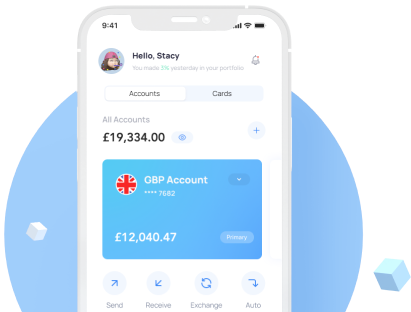 9:41
Hello, Stacy
You made 7% yesterday in your portfolio
Accounts
Cards
All Accounts
£19,334.00
GBP Account
**** 7682
£12,040.47
Primary
Send
Receive
Exchange
Auto